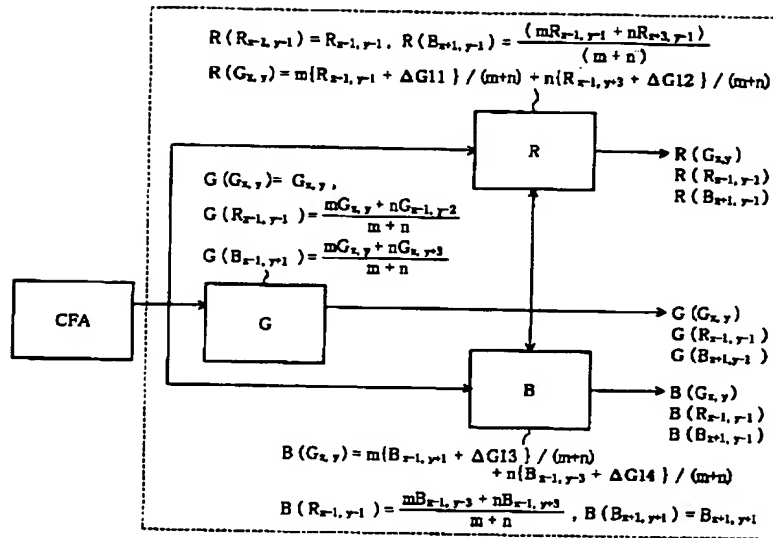 R(R_{x-1, y-1}) = R_{x-1, y-1}, R(B_{x+1, y-1}) = (mR_{x-1, y-1} + nR_{x+3, y-1}) / (m + n)
R(G_{x, y}) = m{R_{x-1, y-1} + ΔG11} / (m+n) + n{R_{x-1, y+3} + ΔG12} / (m+n)
R
R(G_{x, y})
R(R_{x-1, y-1})
R(B_{x+1, y-1})
G(G_{x, y}) = G_{x, y},
G(R_{x-1, y-1}) = mG_{x, y} + nG_{x-1, y-2} / m + n
G(B_{x-1, y+1}) = mG_{x, y} + nG_{x, y+3} / m + n
CFA
G
G(G_{x, y})
G(R_{x-1, y-1})
G(B_{x+1, y-1})
B
B(G_{x, y})
B(R_{x-1, y-1})
B(B_{x+1, y-1})
B(G_{x, y}) = m{B_{x-1, y+1} + ΔG13} / (m+n)
+ n{B_{x-1, y-3} + ΔG14} / (m+n)
B(R_{x-1, y-1}) = mB_{x-1, y-3} + nB_{x-1, y+3} / m + n, B(B_{x+1, y+1}) = B_{x+1, y+1}